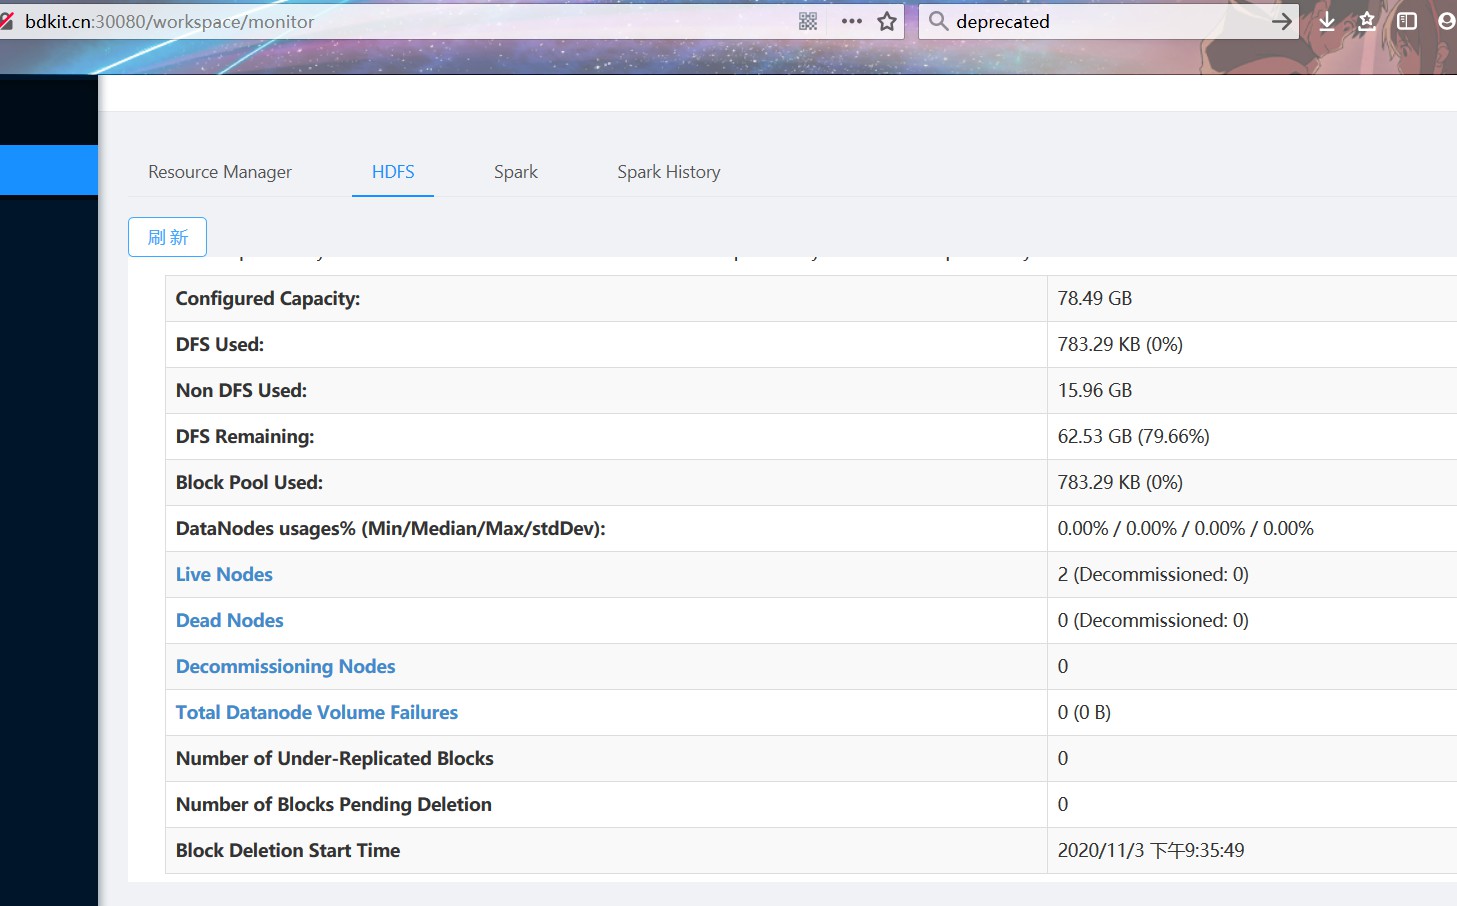 bdkit.cn:30080/workspace/monitor
deprecated
Resource Manager HDFS Spark Spark History
刷 新
Configured Capacity: 78.49 GB
DFS Used: 783.29 KB (0%)
Non DFS Used: 15.96 GB
DFS Remaining: 62.53 GB (79.66%)
Block Pool Used: 783.29 KB (0%)
DataNodes usages% (Min/Median/Max/stdDev): 0.00% / 0.00% / 0.00% / 0.00%
Live Nodes 2 (Decommissioned: 0)
Dead Nodes 0 (Decommissioned: 0)
Decommissioning Nodes 0
Total Datanode Volume Failures 0 (0 B)
Number of Under-Replicated Blocks 0
Number of Blocks Pending Deletion 0
Block Deletion Start Time 2020/11/3 下午9:35:49